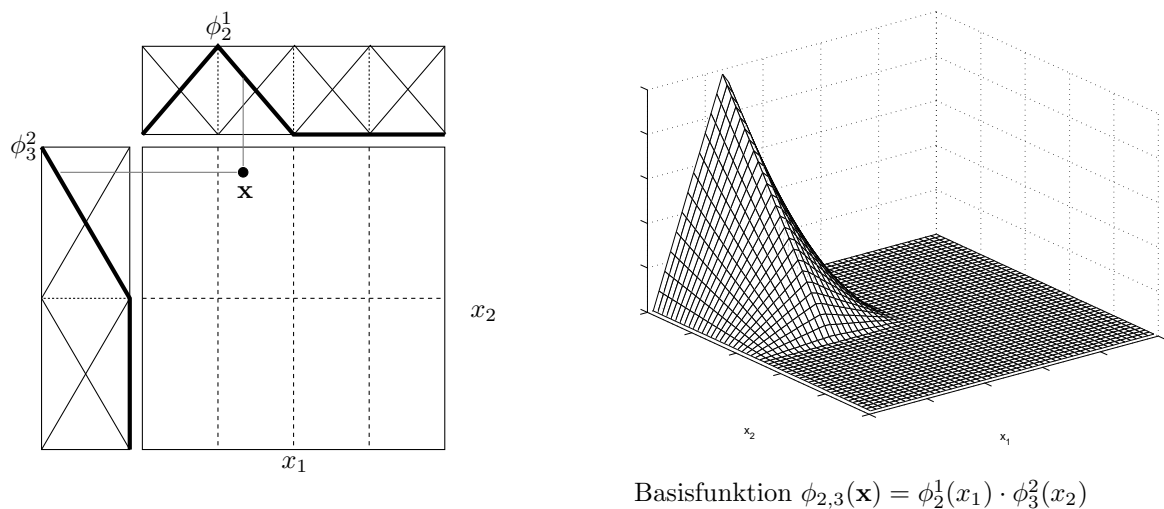 ϕ₂¹
ϕ₃²
x
x₂
x₁
x₂
x₁
Basisfunktion ϕ₂,₃(x) = ϕ₂¹(x₁) · ϕ₃²(x₂)